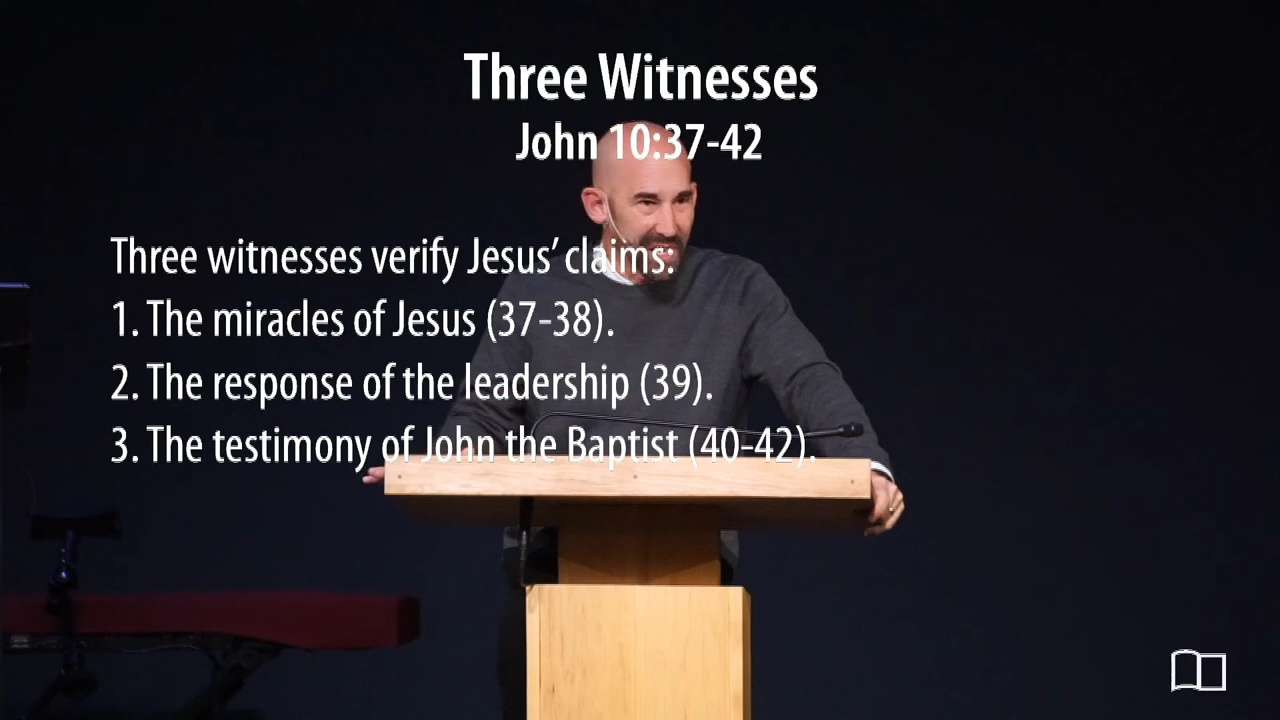 Three Witnesses
John 10:37-42
Three witnesses verify Jesus’ claims:
1. The miracles of Jesus (37-38).
2. The response of the leadership (39).
3. The testimony of John the Baptist (40-42).